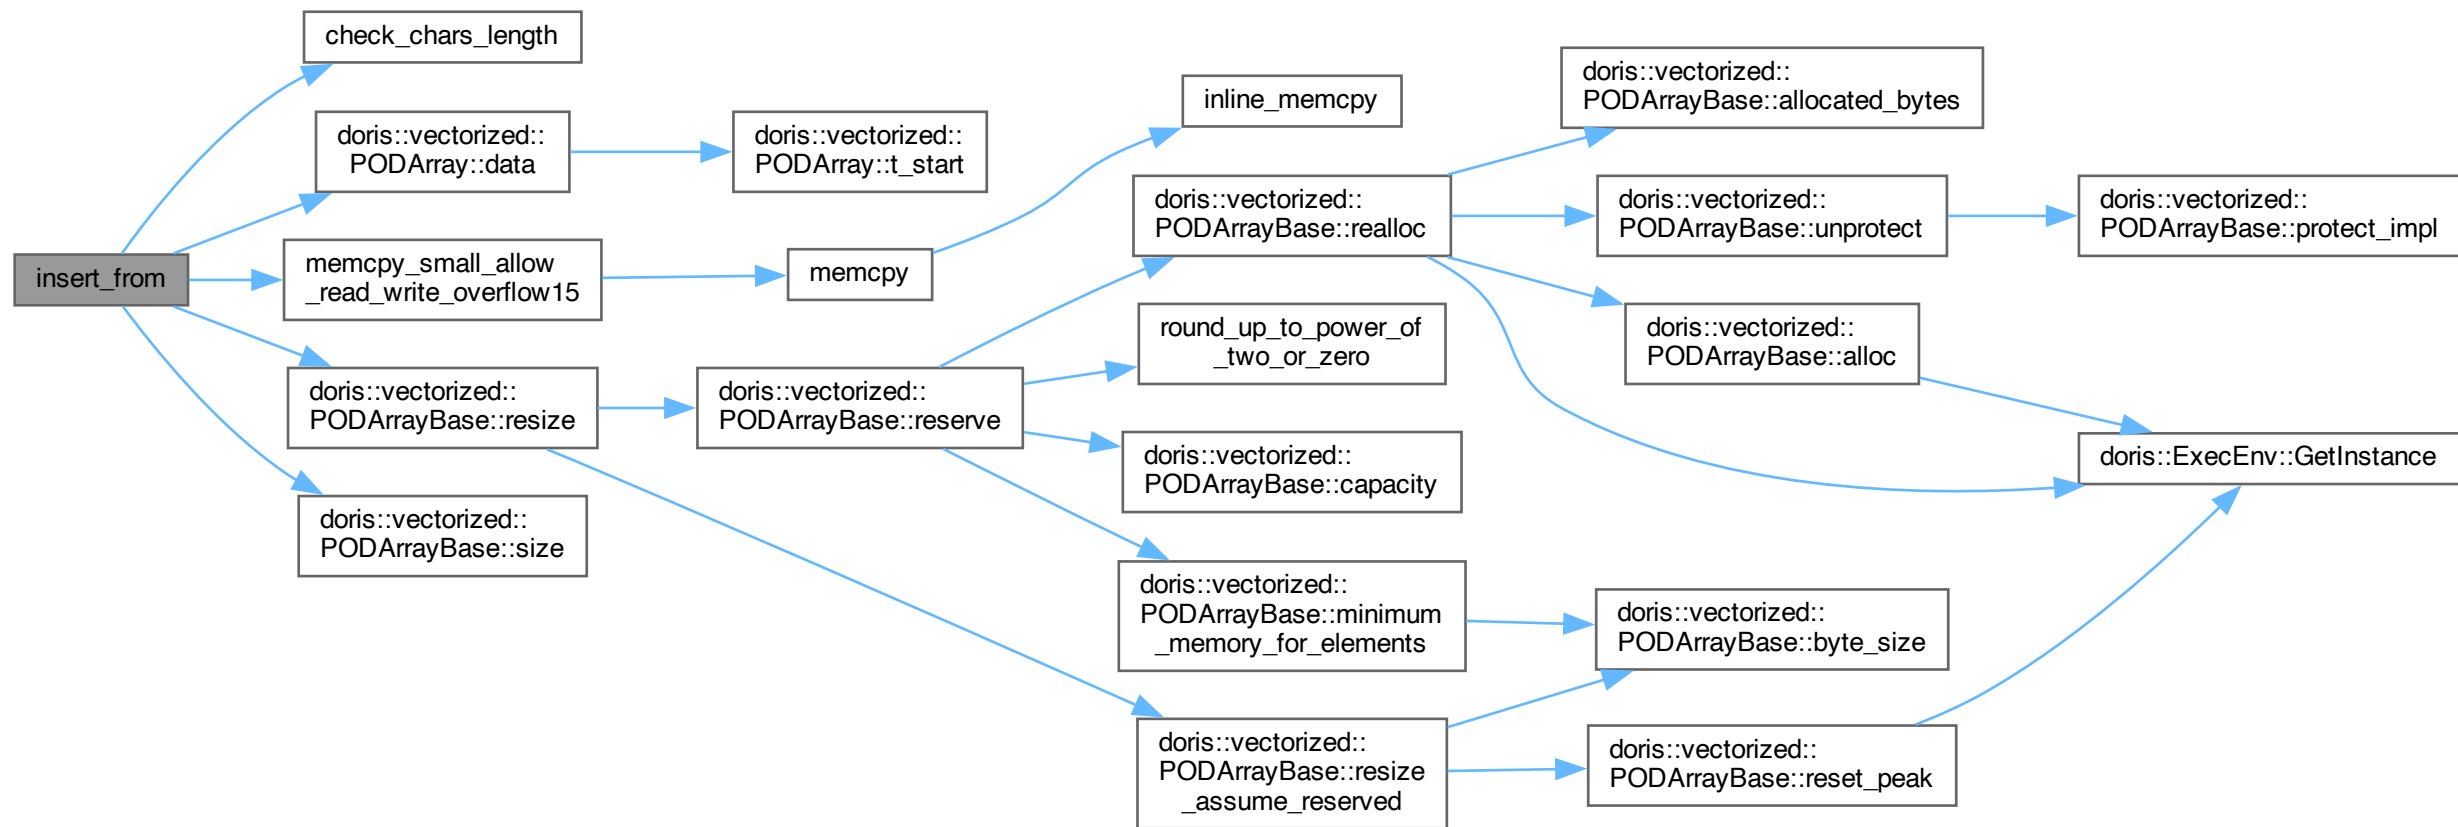 check_chars_length
doris::vectorized::
PODArray::data
doris::vectorized::
PODArray::t_start
inline_memcpy
doris::vectorized::
PODArrayBase::allocated_bytes
insert_from
memcpy_small_allow
_read_write_overflow15
memcpy
doris::vectorized::
PODArrayBase::realloc
doris::vectorized::
PODArrayBase::unprotect
doris::vectorized::
PODArrayBase::protect_impl
round_up_to_power_of
_two_or_zero
doris::vectorized::
PODArrayBase::alloc
doris::vectorized::
PODArrayBase::resize
doris::vectorized::
PODArrayBase::reserve
doris::vectorized::
PODArrayBase::capacity
doris::ExecEnv::GetInstance
doris::vectorized::
PODArrayBase::size
doris::vectorized::
PODArrayBase::minimum
_memory_for_elements
doris::vectorized::
PODArrayBase::byte_size
doris::vectorized::
PODArrayBase::resize
_assume_reserved
doris::vectorized::
PODArrayBase::reset_peak